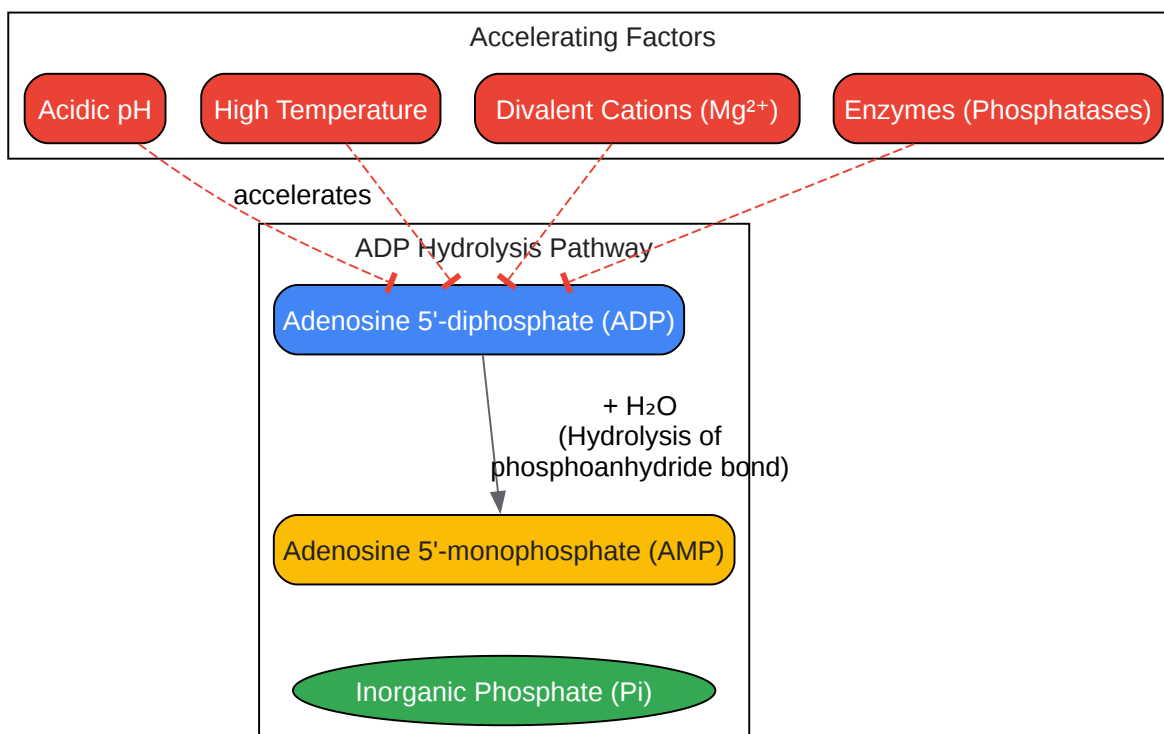 Accelerating Factors
Acidic pH
High Temperature
Divalent Cations (Mg²⁺)
Enzymes (Phosphatases)
accelerates
ADP Hydrolysis Pathway
Adenosine 5'-diphosphate (ADP)
+ H₂O
(Hydrolysis of
phosphoanhydride bond)
Adenosine 5'-monophosphate (AMP)
Inorganic Phosphate (Pi)